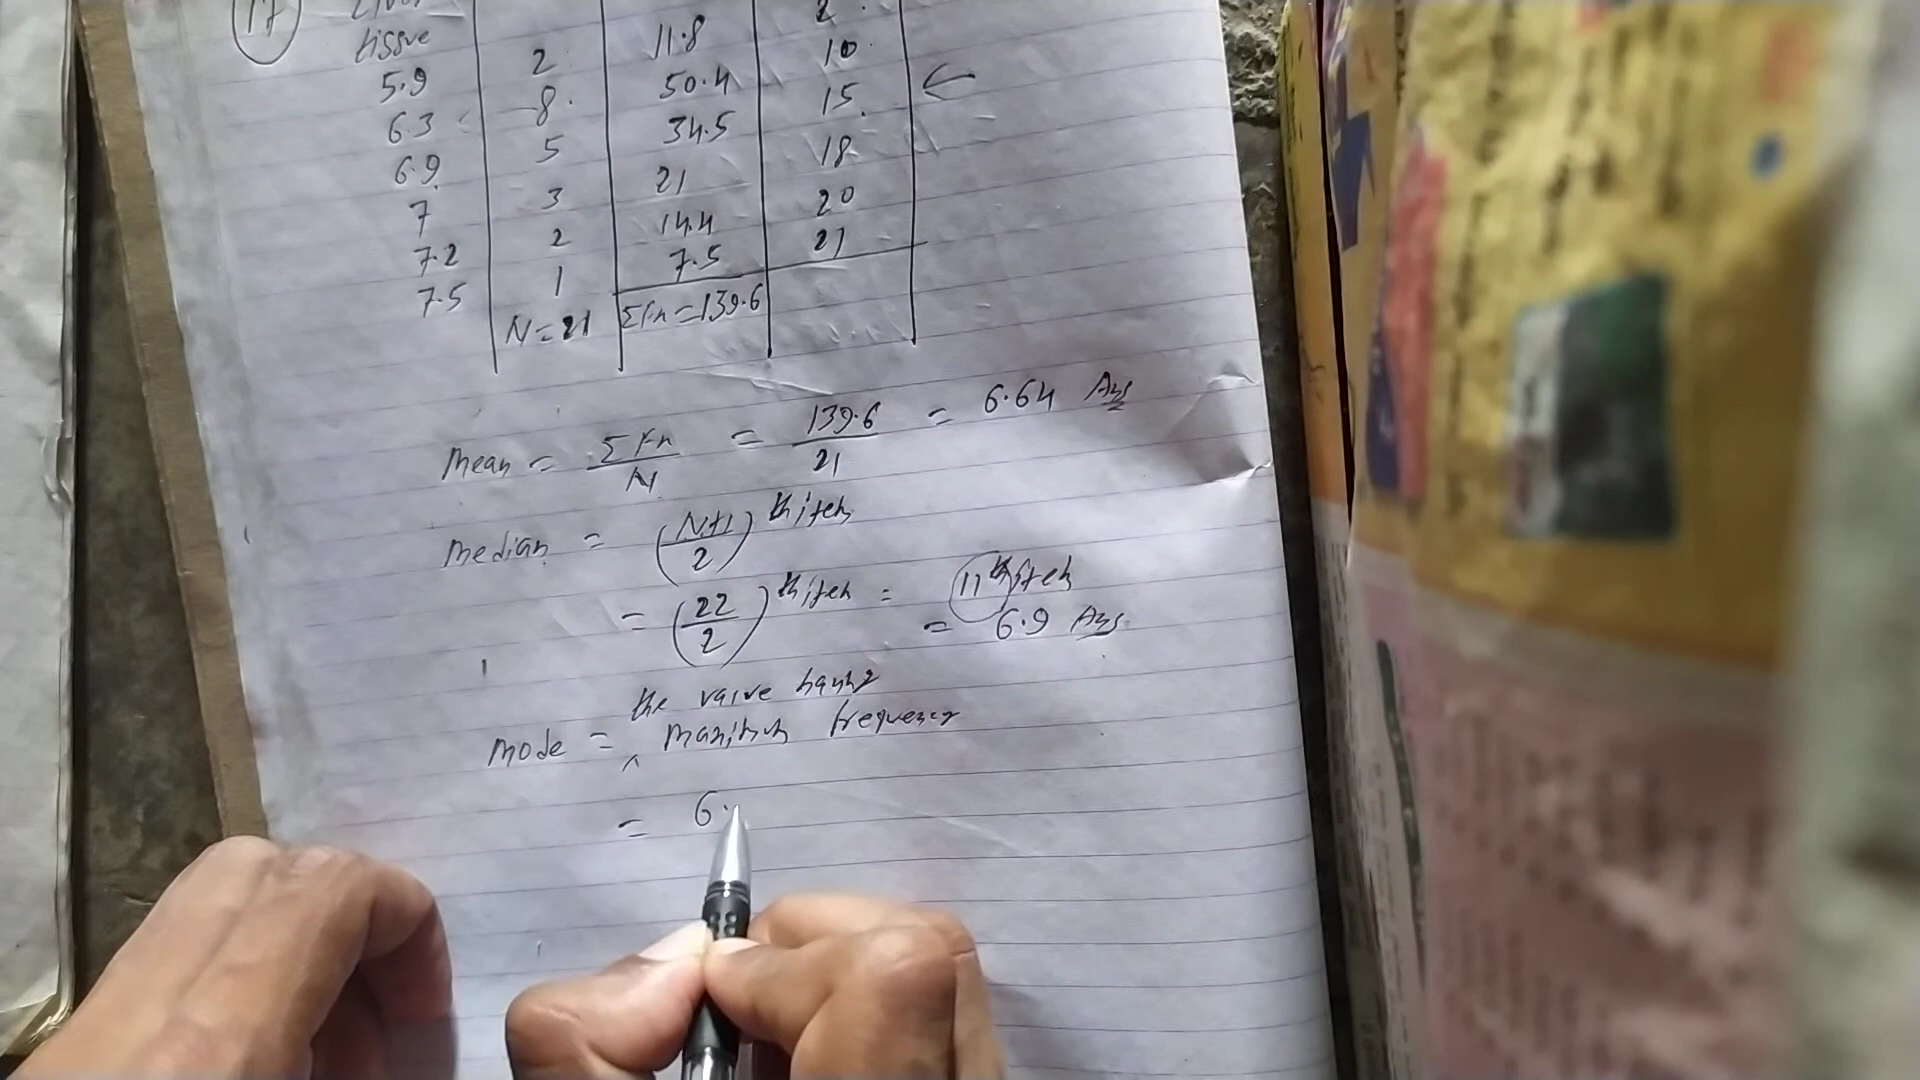 17
tissue
2
5.9 2 11.8 10
6.3 8 50.4 15 ←
6.9 5 34.5 18
7 3 21 20
7.2 2 14.4 21
7.5 1 7.5
N = 21 Σfx = 139.6
Mean = Σfx / N = 139.6 / 21 = 6.64 Ans
Median = (N+1 / 2) th item
= (22 / 2) th item = 11 th item
= 6.9 Ans
the value having
Mode = maximum frequency
= 6.